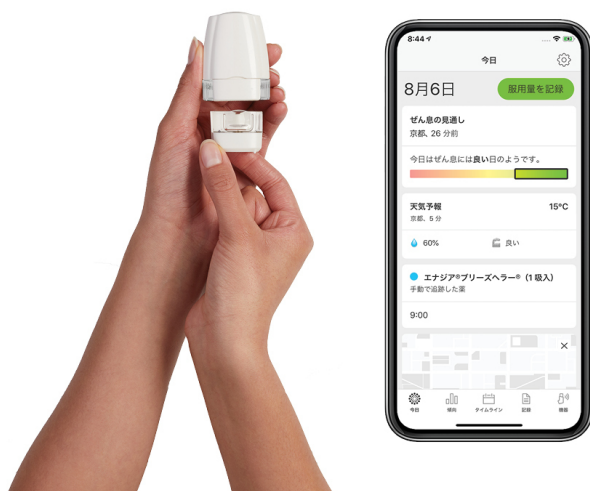 8:44
今日
8月6日
服用量を記録
ぜん息の見通し
京都, 26 分前
今日はぜん息には良い日のようです。
天気予報
15°C
京都, 5 分
60%
良い
エナジア®ブリーズヘラー®（1 吸入）
手動で追跡した薬
9:00
今日
傾向
タイムライン
記録
機器